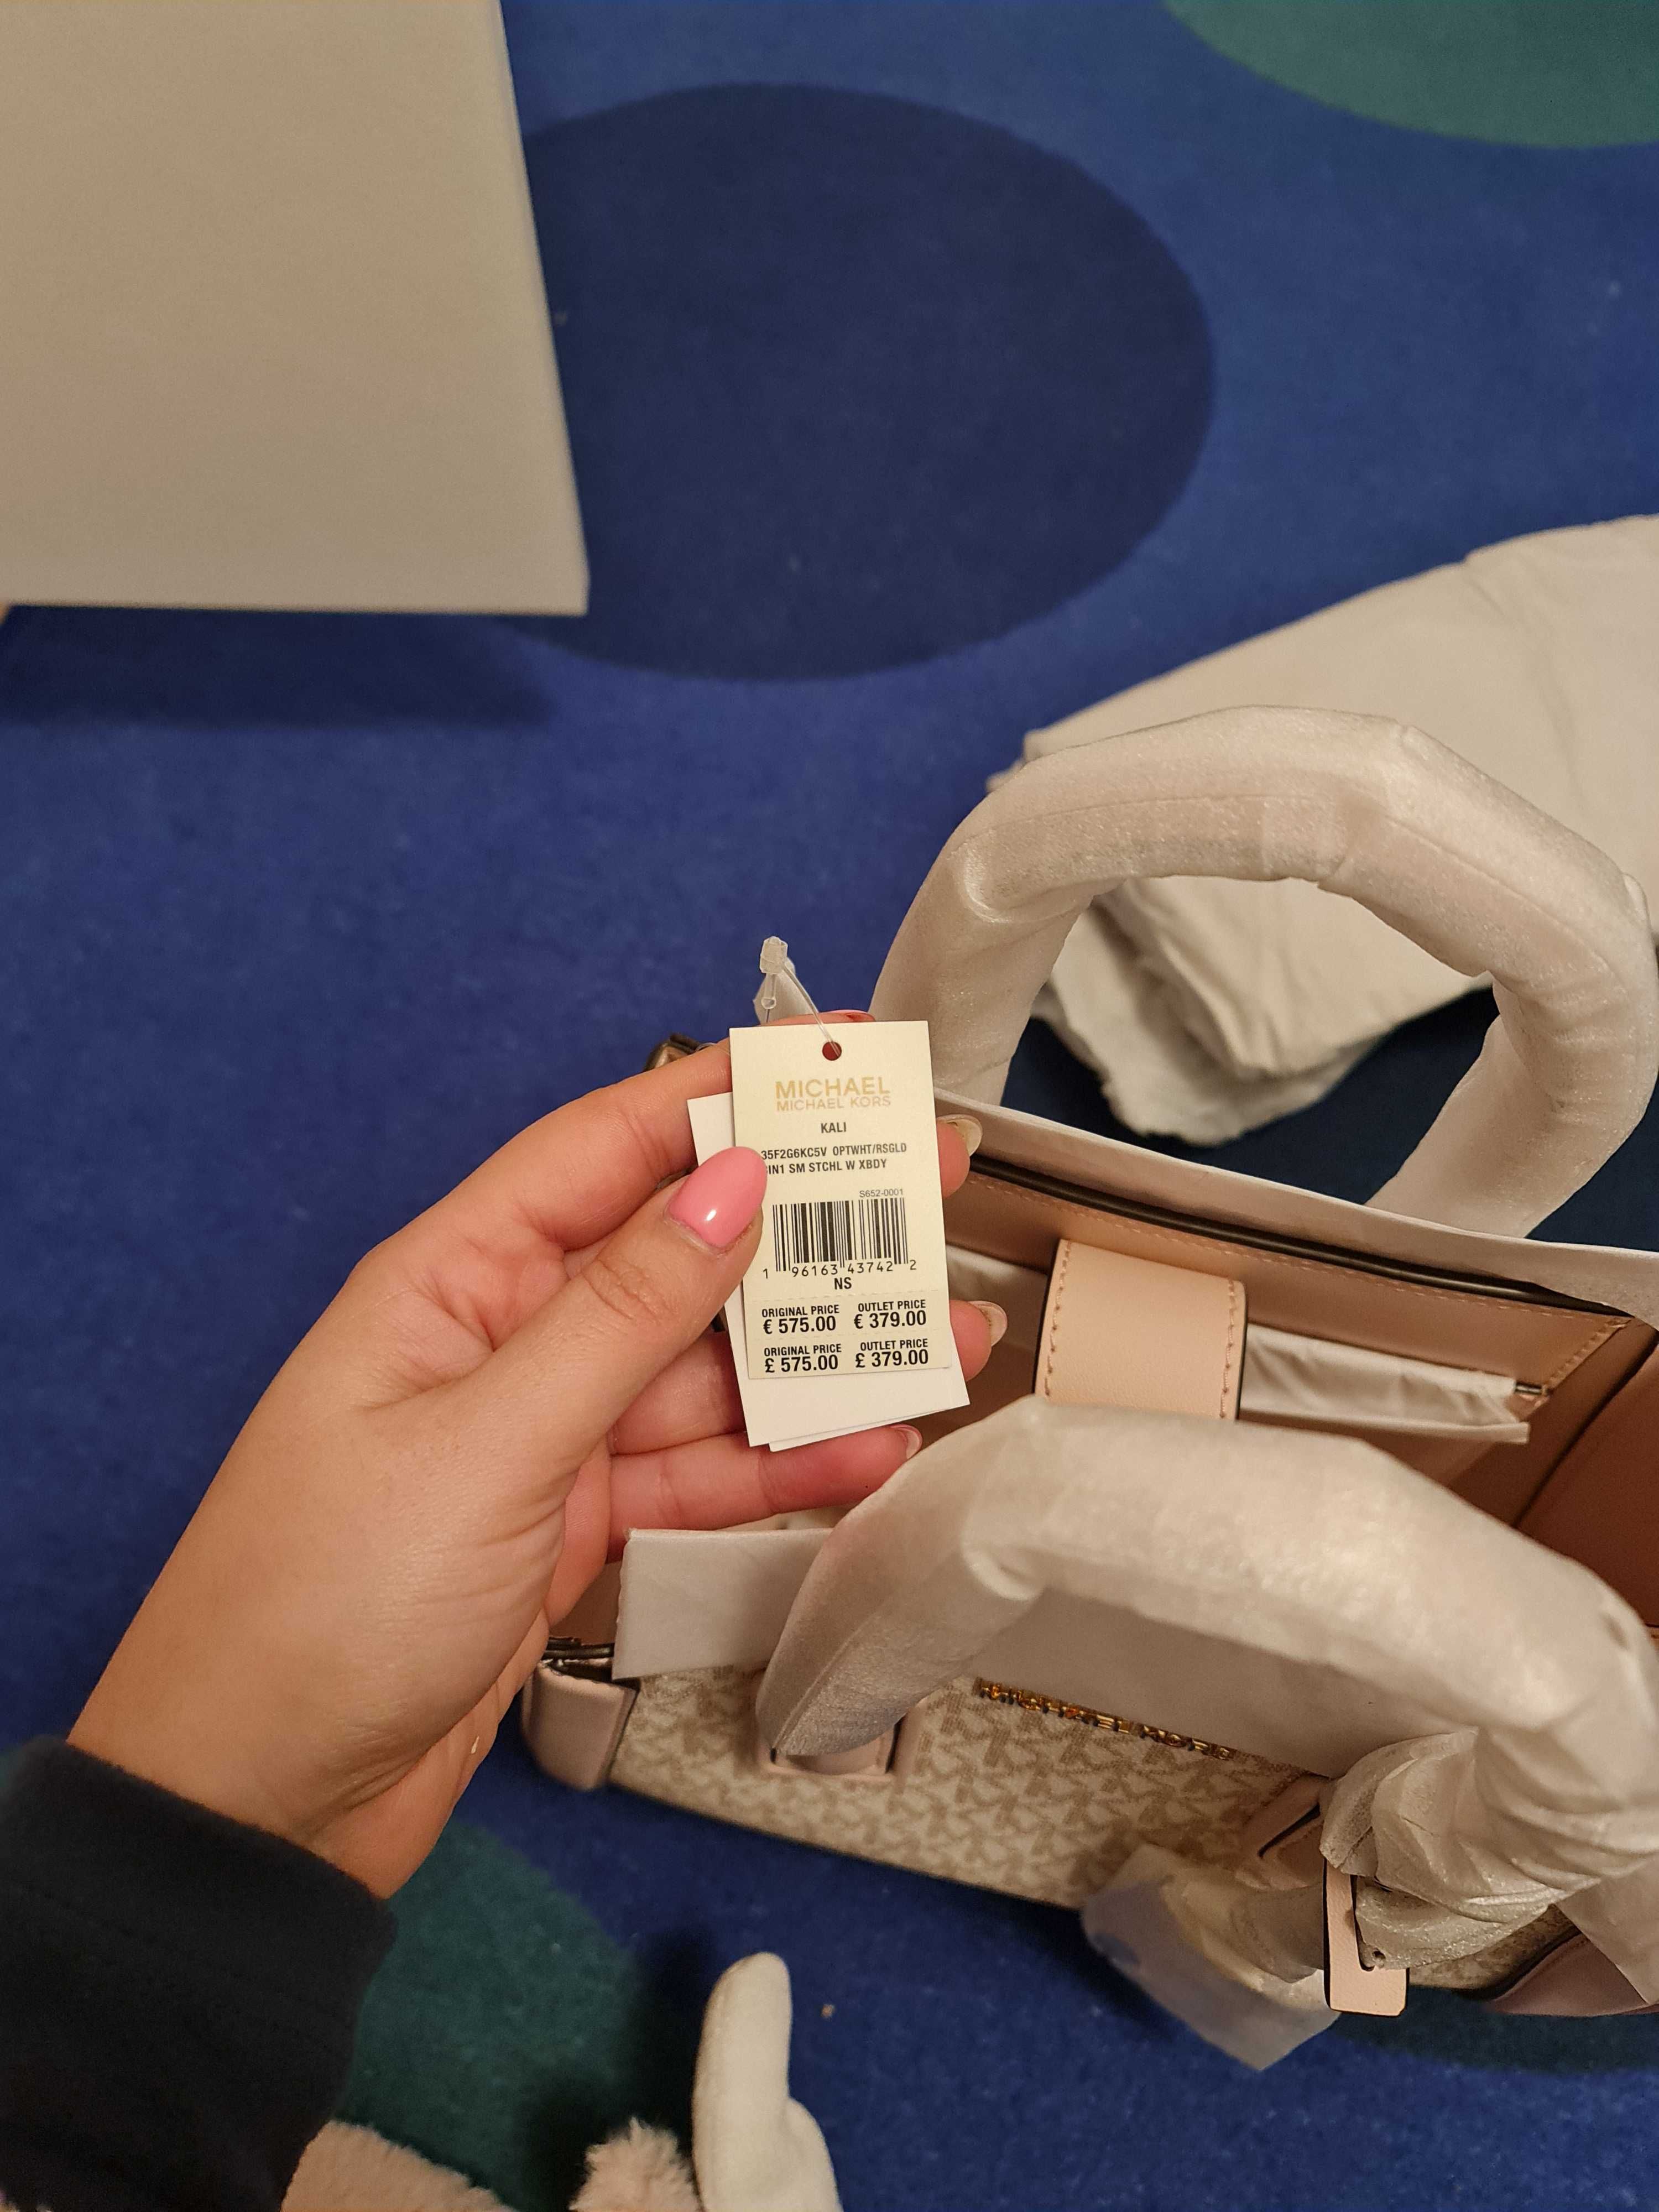 MICHAEL
MICHAEL KORS
KALI
35F2G6KC5V OPTWHT/RSGLD
IN1 SM STCHL W XBDY
S652-0001
1 96163 43742 2
NS
ORIGINAL PRICE OUTLET PRICE
€ 575.00 € 379.00
ORIGINAL PRICE OUTLET PRICE
£ 575.00 £ 379.00
MICHAEL KORS